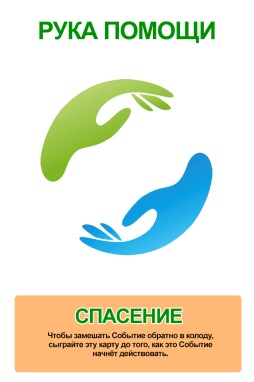 РУКА ПОМОЩИ
СПАСЕНИЕ
Чтобы замешать Событие обратно в колоду,
сыграйте эту карту до того, как это Событие
начнёт действовать.